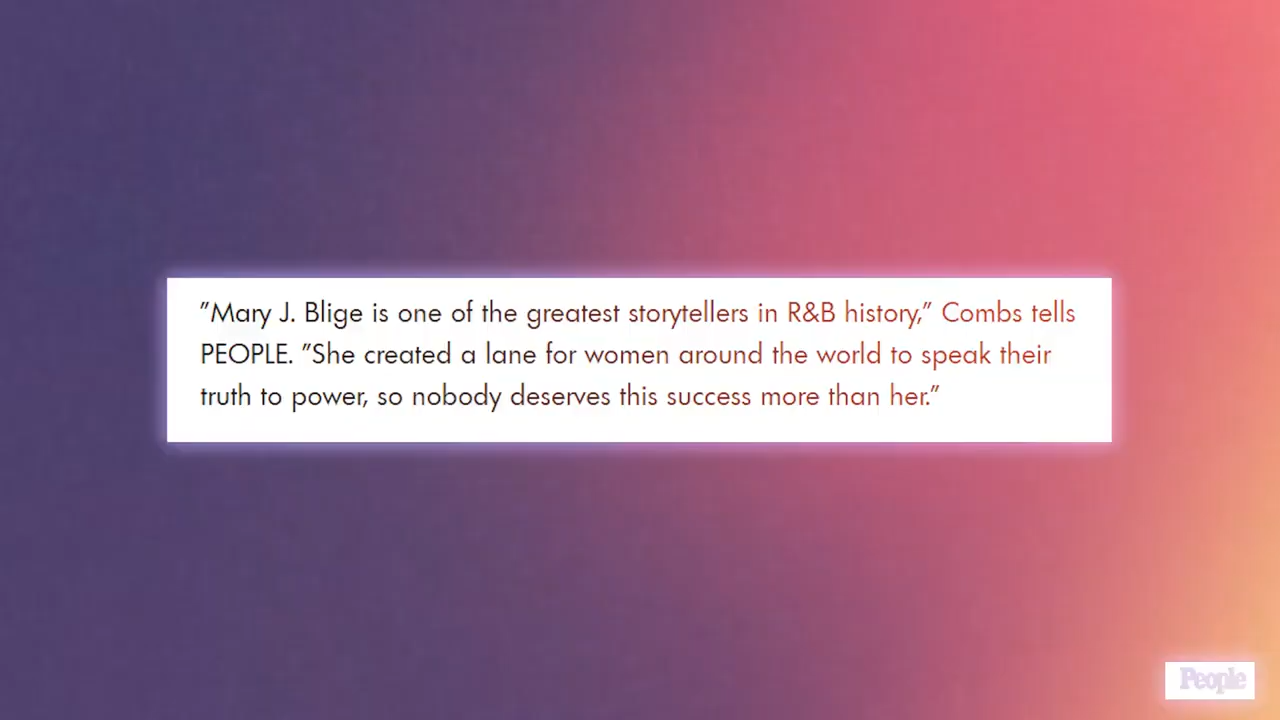 ”Mary J. Blige is one of the greatest storytellers in R&B history,” Combs tells
PEOPLE. ”She created a lane for women around the world to speak their
truth to power, so nobody deserves this success more than her.”
People